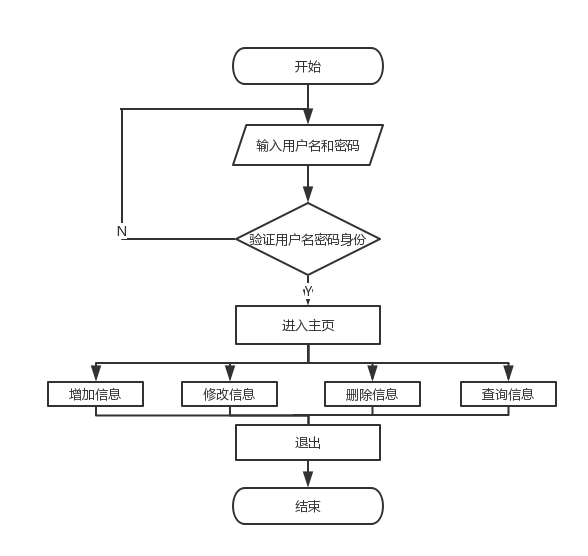 开始
输入用户名和密码
验证用户名密码身份
N
Y
进入主页
增加信息
修改信息
删除信息
查询信息
退出
结束